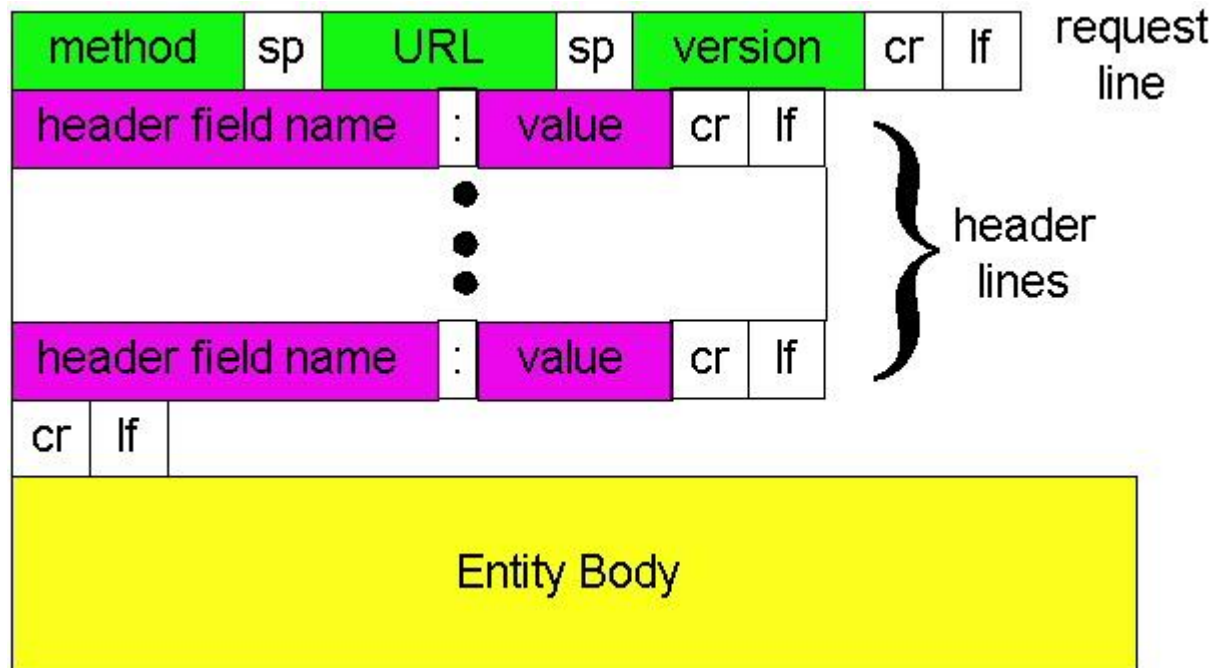 method sp URL sp version cr lf request line
header field name : value cr lf
header lines
header field name : value cr lf
cr lf
Entity Body